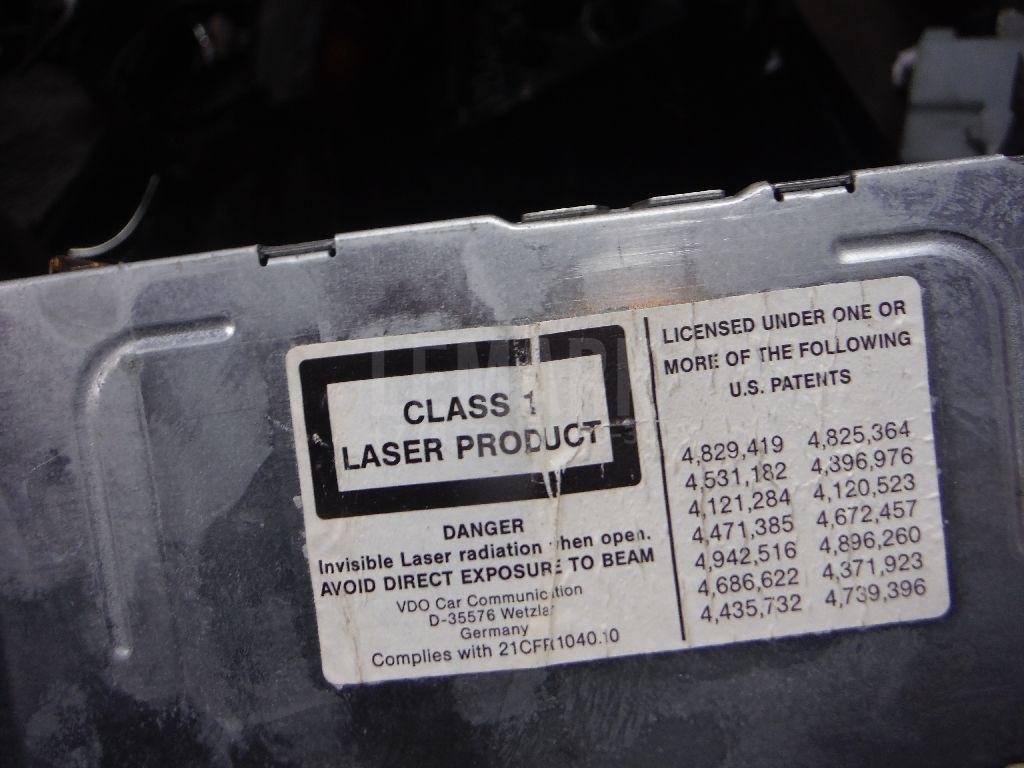 CLASS 1
LASER PRODUCT
DANGER
Invisible Laser radiation when open.
AVOID DIRECT EXPOSURE TO BEAM
VDO Car Communication
D-35576 Wetzlar
Germany
Complies with 21CFR1040.10
LICENSED UNDER ONE OR
MORE OF THE FOLLOWING
U.S. PATENTS
4,829,419 4,825,364
4,531,182 4,396,976
4,121,284 4,120,523
4,471,385 4,672,457
4,942,516 4,896,260
4,686,622 4,371,923
4,435,732 4,739,396